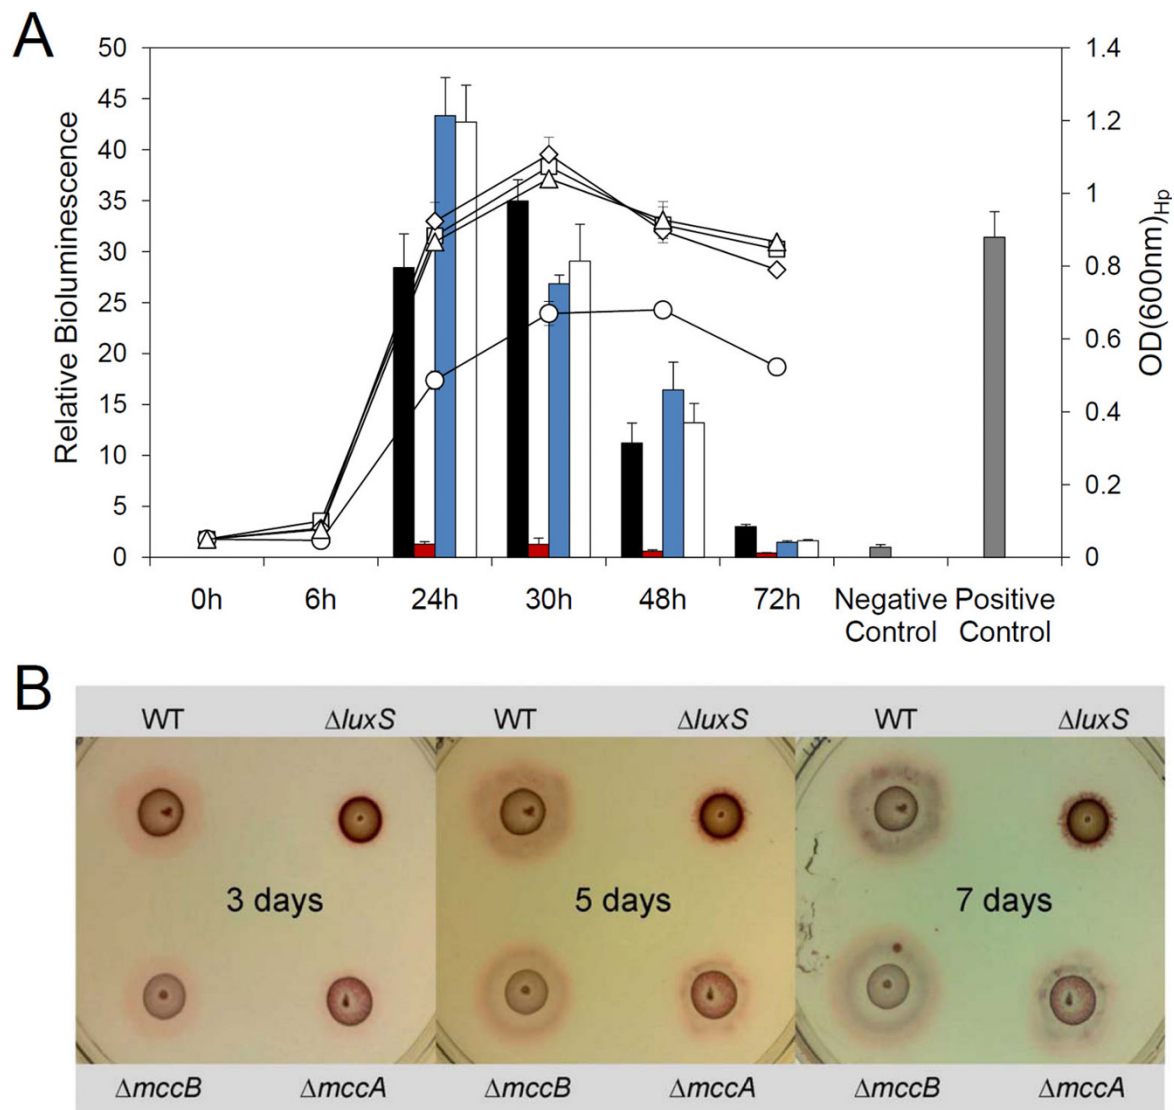 A
50
45
40
35
30
25
20
15
10
5
0
Relative Bioluminescence
1.4
1.2
1
0.8
0.6
0.4
0.2
0
OD(600nm)Hp
0h 6h 24h 30h 48h 72h Negative Control Positive Control
B
WT ΔluxS WT ΔluxS WT ΔluxS
3 days 5 days 7 days
ΔmccB ΔmccA ΔmccB ΔmccA ΔmccB ΔmccA